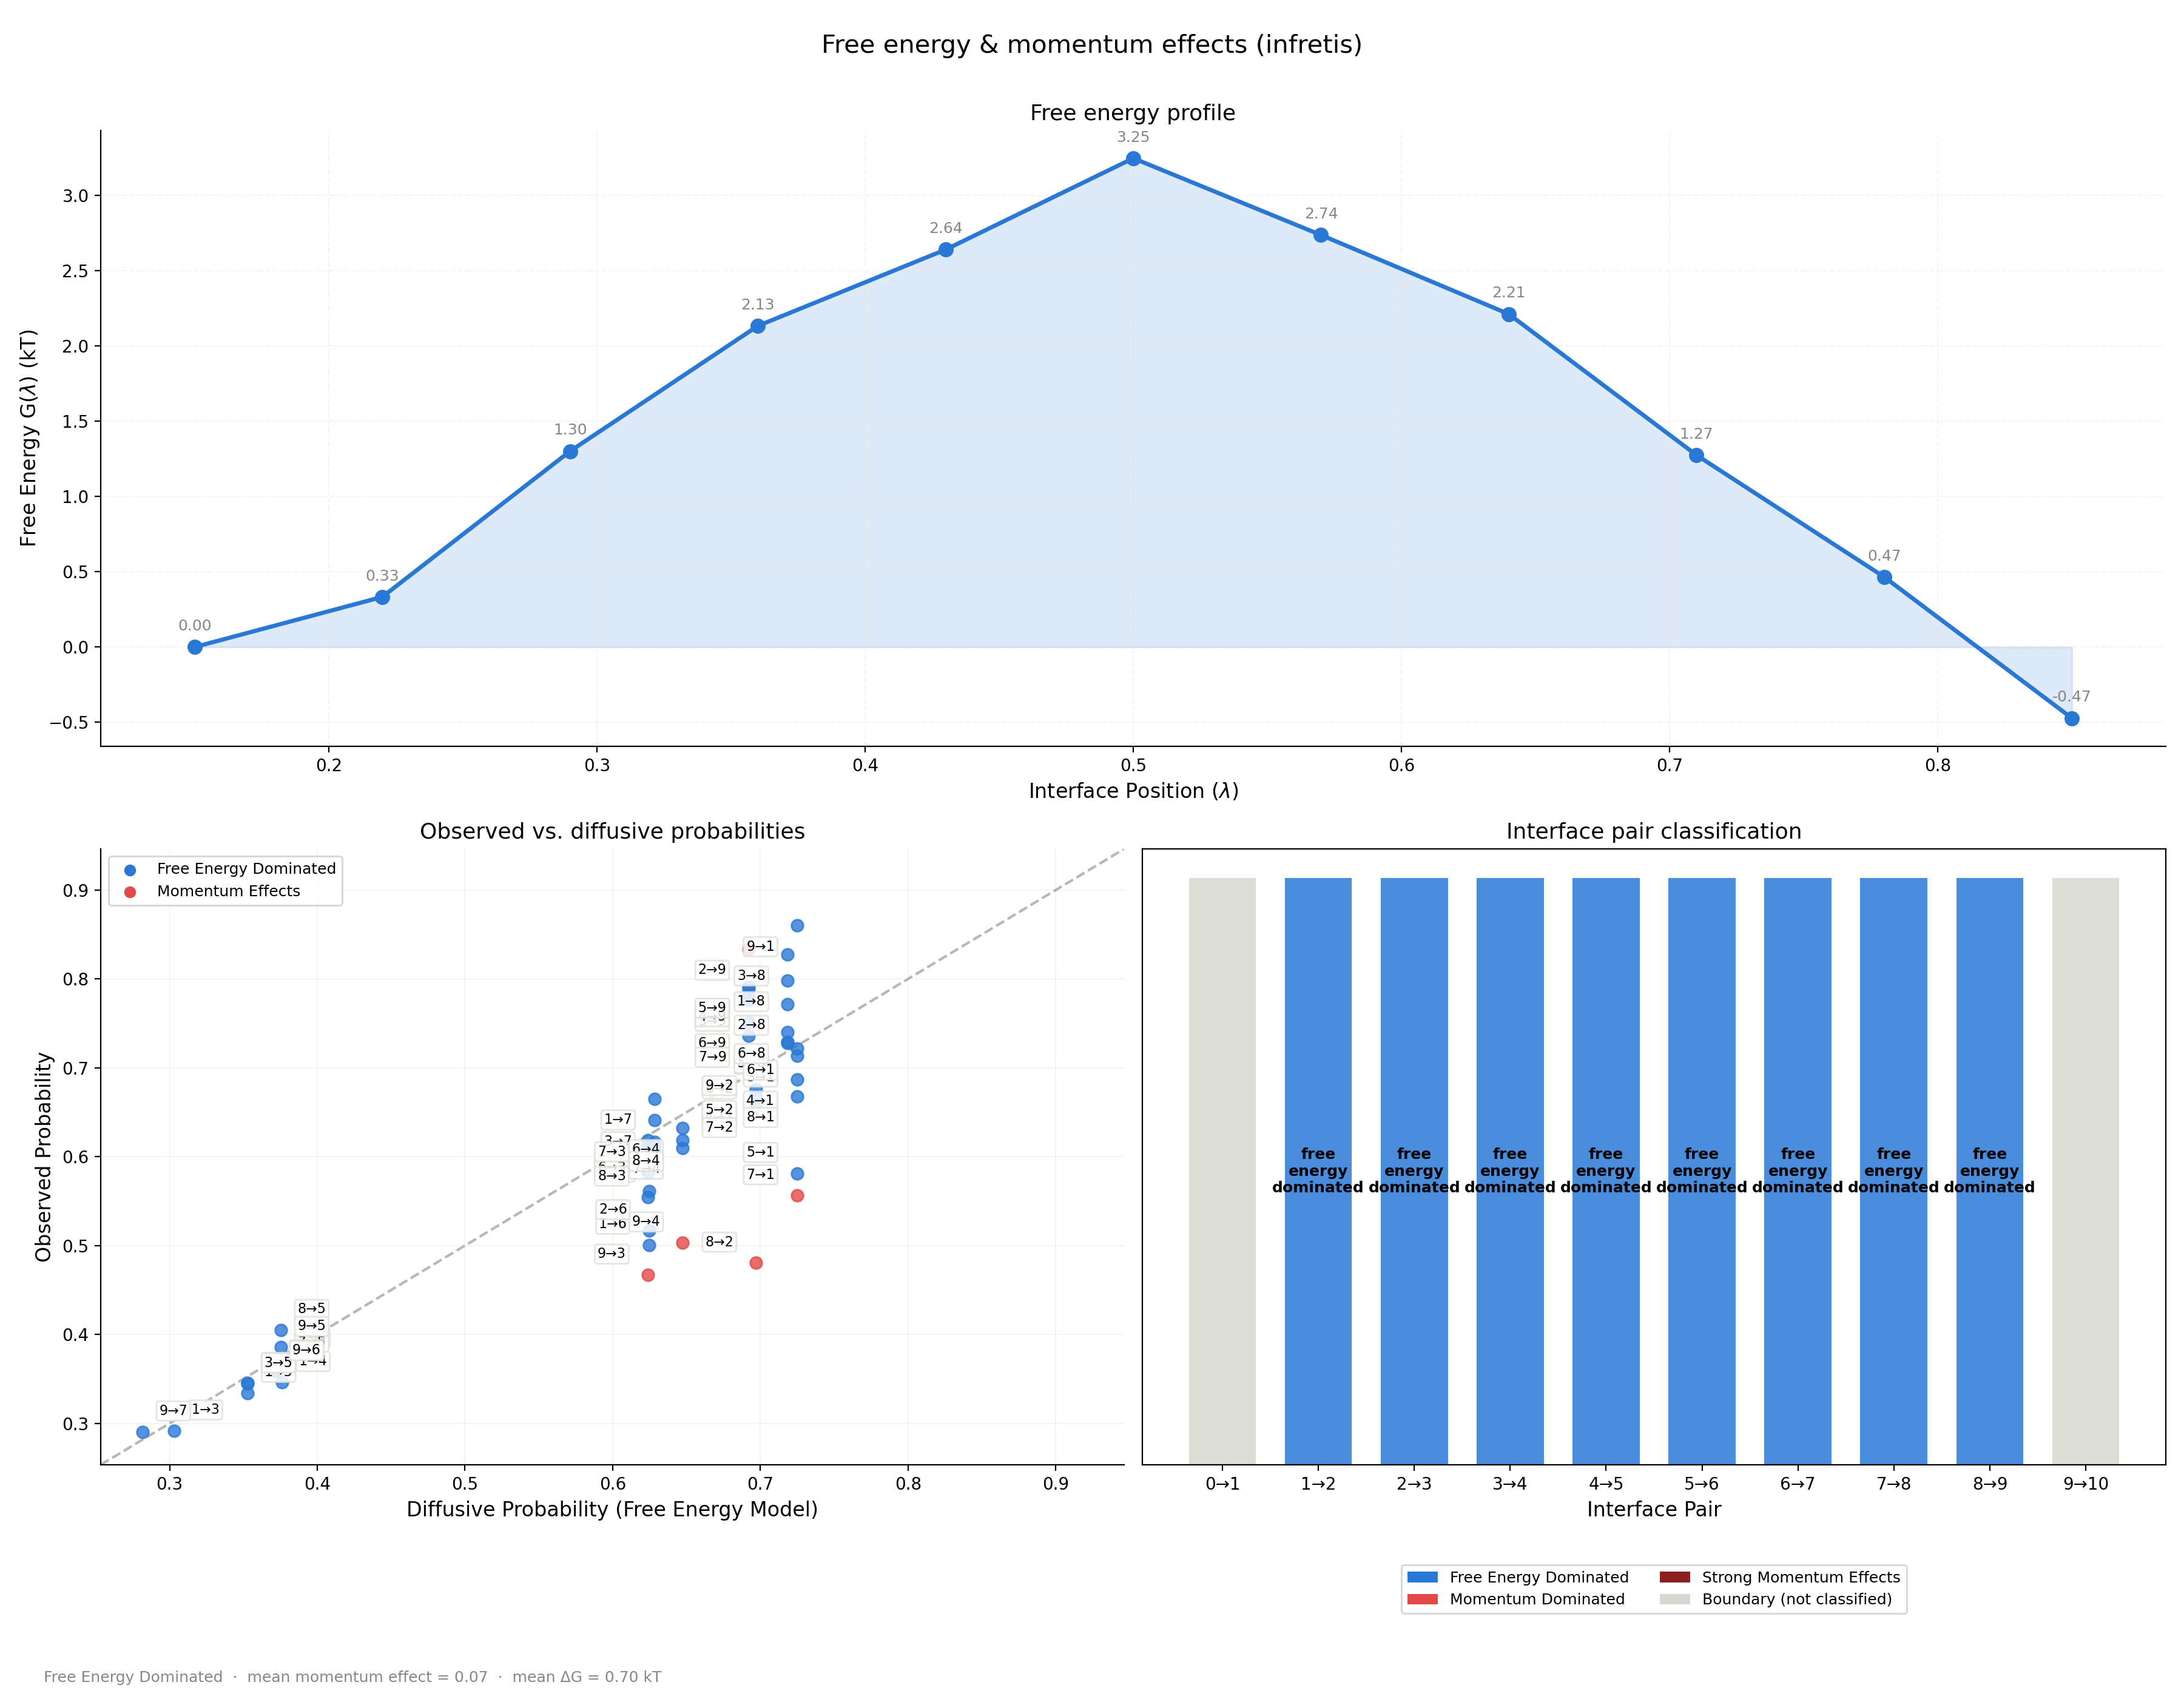 Free energy & momentum effects (infretis)
Free energy profile
3.25
2.74
2.64
2.21
2.13
1.30
1.27
0.47
0.33
0.00
-0.47
3.0
2.5
2.0
1.5
1.0
0.5
0.0
−0.5
Free Energy G(λ) (kT)
0.2 0.3 0.4 0.5 0.6 0.7 0.8
Interface Position (λ)
Observed vs. diffusive probabilities
Free Energy Dominated
Momentum Effects
0.9
0.8
0.7
0.6
0.5
0.4
0.3
Observed Probability
9→1
2→9
3→8
1→8
5→9
2→8
6→9
6→8
7→9
6→1
9→2
4→1
5→2
8→1
7→2
1→7
3→7
6→4
7→3
8→4
8→3
5→1
7→1
2→6
1→6
9→4
8→2
9→3
8→5
9→5
9→6
3→5
1→4
9→7
1→3
0.3 0.4 0.5 0.6 0.7 0.8 0.9
Diffusive Probability (Free Energy Model)
Interface pair classification
free energy dominated
free energy dominated
free energy dominated
free energy dominated
free energy dominated
free energy dominated
free energy dominated
free energy dominated
0→1 1→2 2→3 3→4 4→5 5→6 6→7 7→8 8→9 9→10
Interface Pair
Free Energy Dominated
Momentum Dominated
Strong Momentum Effects
Boundary (not classified)
Free Energy Dominated · mean momentum effect = 0.07 · mean ΔG = 0.70 kT